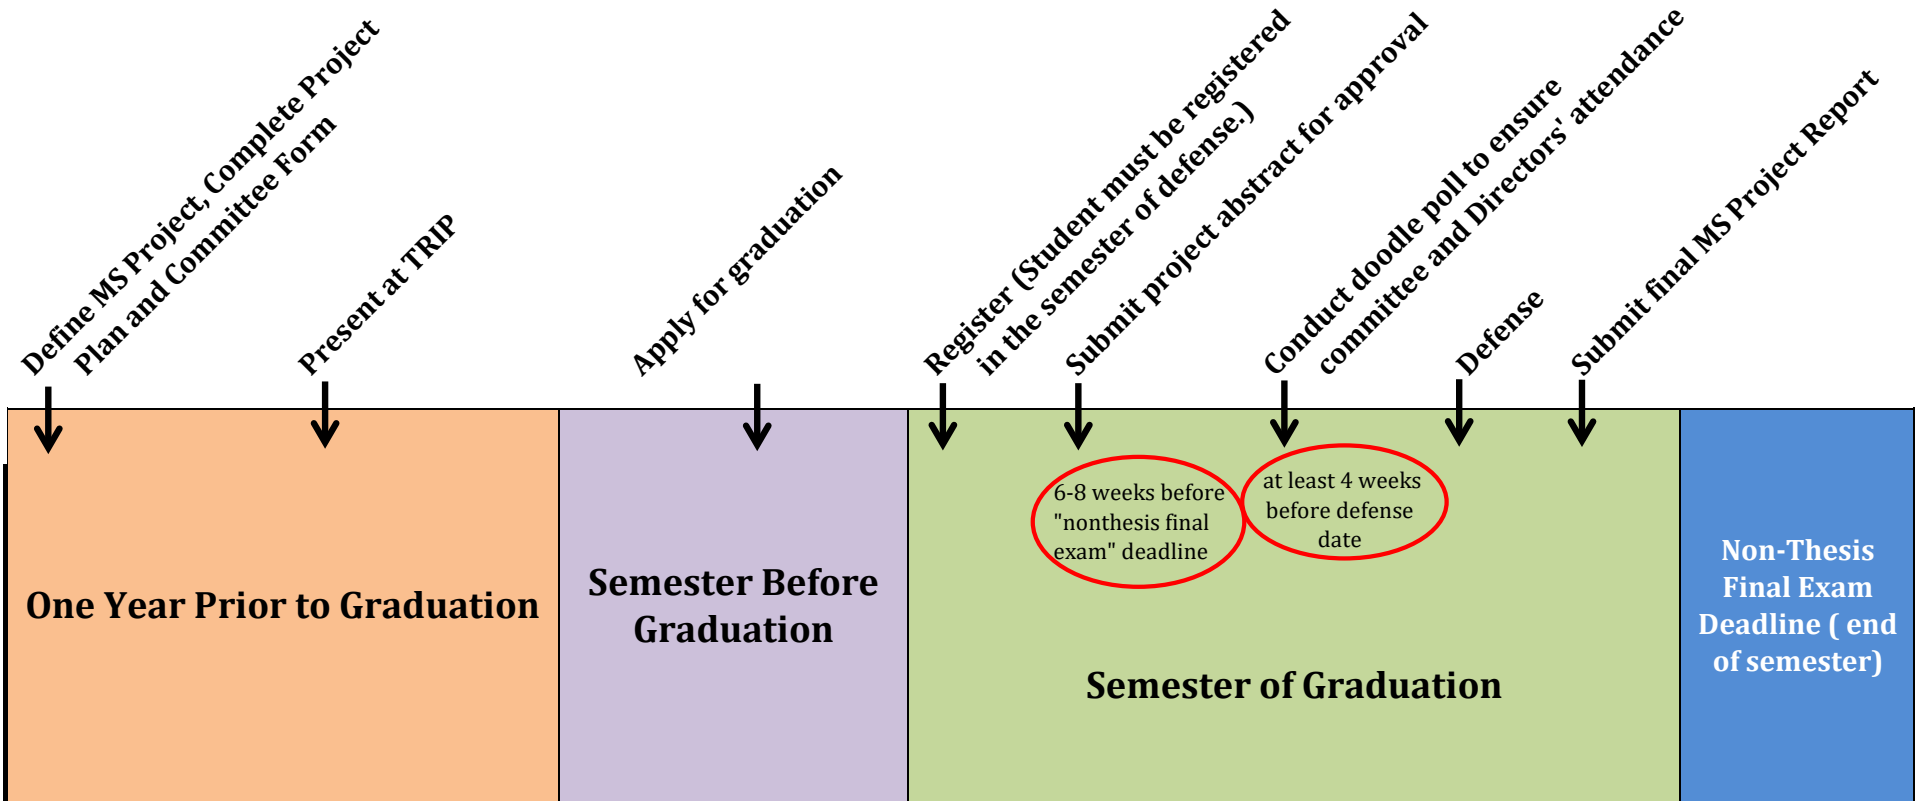 Define MS Project, Complete Project
Plan and Committee Form
Present at TRIP
Apply for graduation
Register (Student must be registered
in the semester of defense.)
Submit project abstract for approval
Conduct doodle poll to ensure
committee and Directors' attendance
Defense
Submit final MS Project Report
One Year Prior to Graduation
Semester Before
Graduation
6-8 weeks before
"nonthesis final
exam" deadline
at least 4 weeks
before defense
date
Semester of Graduation
Non-Thesis
Final Exam
Deadline ( end
of semester)